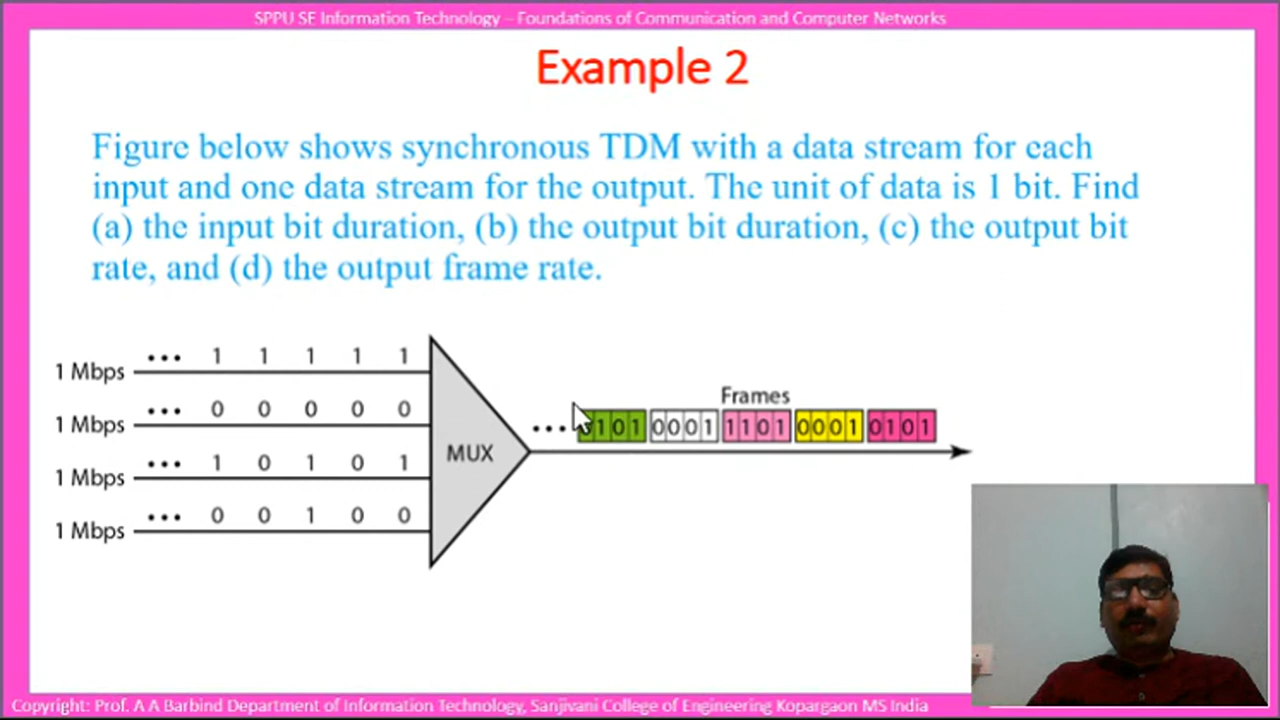 SPPU SE Information Technology – Foundations of Communication and Computer Networks
Example 2
Figure below shows synchronous TDM with a data stream for each
input and one data stream for the output. The unit of data is 1 bit. Find
(a) the input bit duration, (b) the output bit duration, (c) the output bit
rate, and (d) the output frame rate.
1 Mbps ••• 1 1 1 1 1
1 Mbps ••• 0 0 0 0 0
1 Mbps ••• 1 0 1 0 1
1 Mbps ••• 0 0 1 0 0
MUX
Frames
••• 101 0001 1101 0001 0101
Copyright: Prof. A A Barbind Department of Information Technology, Sanjivani College of Engineering Kopargaon MS India